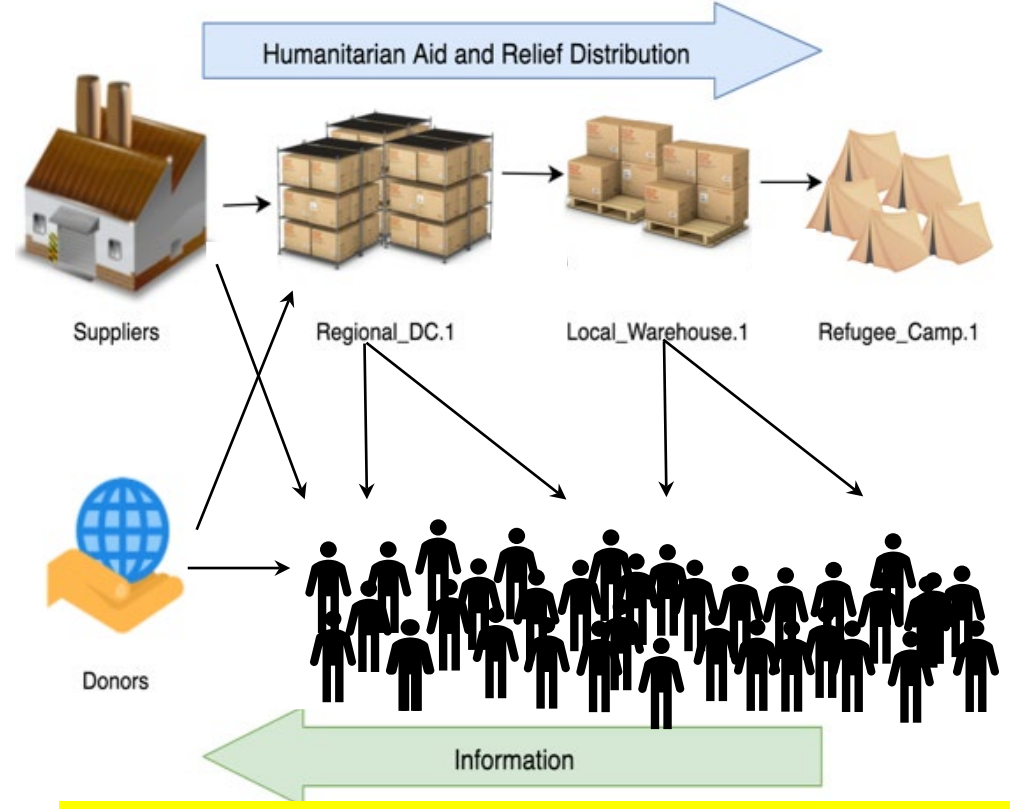 Humanitarian Aid and Relief Distribution
Suppliers
Regional_DC.1
Local_Warehouse.1
Refugee_Camp.1
Donors
Information